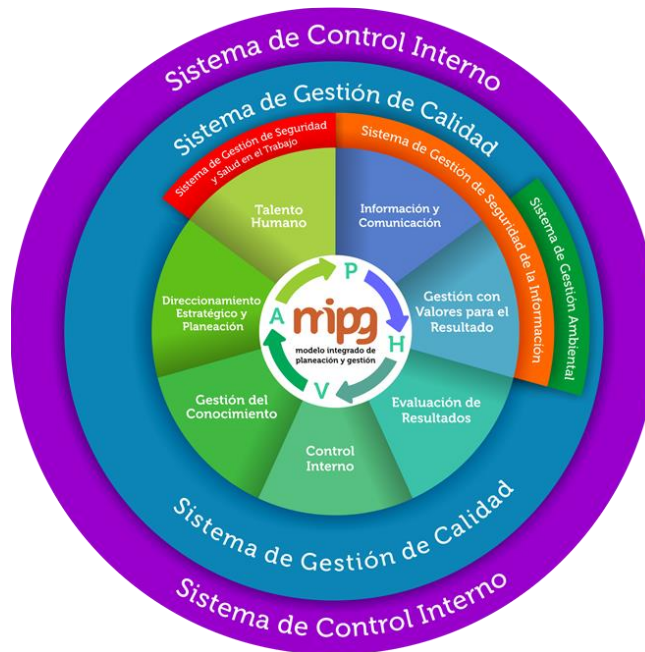 Sistema de Control Interno
Sistema de Gestión de Calidad
Sistema de Gestión de Seguridad
y Salud en el Trabajo
Sistema de Gestión de Seguridad de la Información
Sistema de Gestión Ambiental
Talento
Humano
Información y
Comunicación
Direccionamiento
Estratégico y
Planeación
Gestión con
Valores para el
Resultado
P
A
mipg
modelo integrado de
planeación y gestión
H
V
Gestión del
Conocimiento
Evaluación de
Resultados
Control
Interno
Sistema de Gestión de Calidad
Sistema de Control Interno